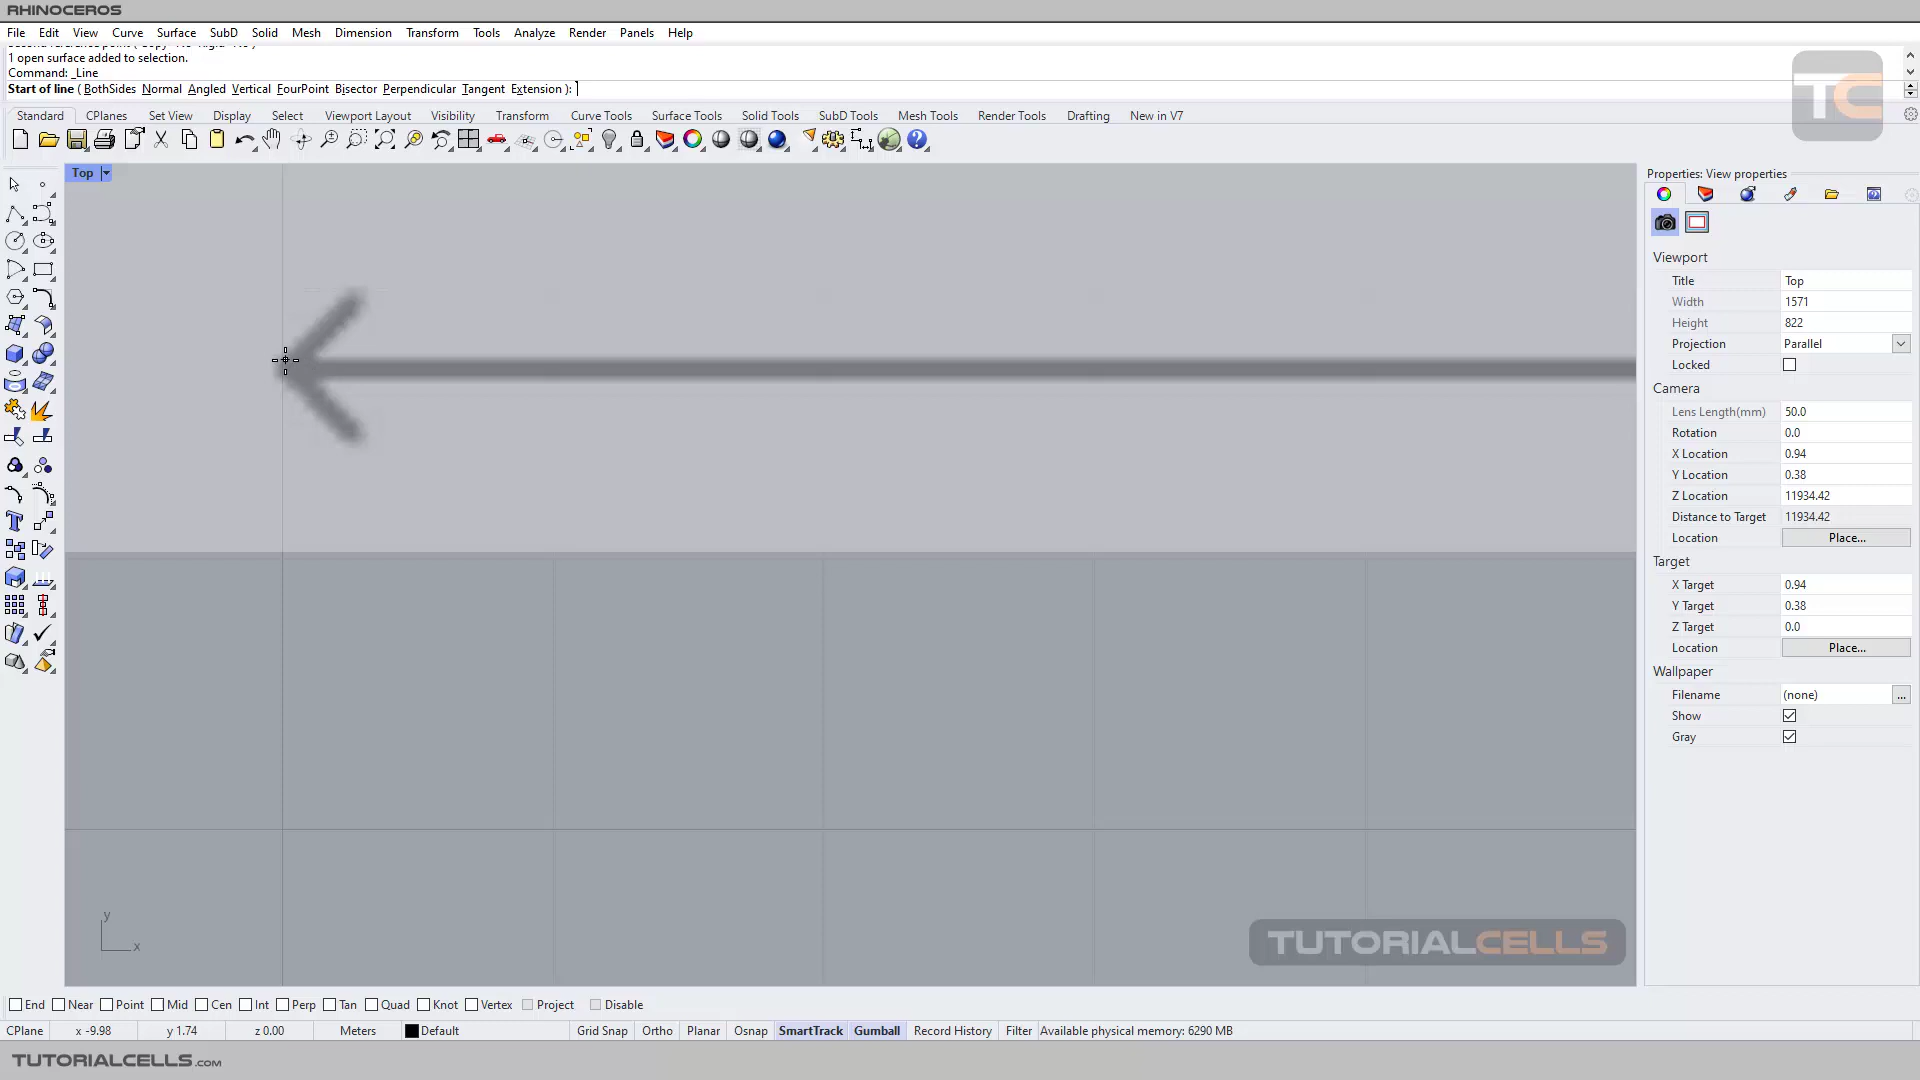 RHINOCEROS
File Edit View Curve Surface SubD Solid Mesh Dimension Transform Tools Analyze Render Panels Help
1 open surface added to selection.
Command: _Line
Start of line ( BothSides Normal Angled Vertical FourPoint Bisector Perpendicular Tangent Extension ):
TC
Standard CPlanes Set View Display Select Viewport Layout Visibility Transform Curve Tools Surface Tools Solid Tools SubD Tools Mesh Tools Render Tools Drafting New in V7
Top
Properties: View properties
Viewport
Title Top
Width 1571
Height 822
Projection Parallel
Locked
Camera
Lens Length(mm) 50.0
Rotation 0.0
X Location 0.94
Y Location 0.38
Z Location 11934.42
Distance to Target 11934.42
Location Place...
Target
X Target 0.94
Y Target 0.38
Z Target 0.0
Location Place...
Wallpaper
Filename (none) ...
Show
Gray
y
x
TUTORIALCELLS
End Near Point Mid Cen Int Perp Tan Quad Knot Vertex Project Disable
CPlane x -9.98 y 1.74 z 0.00 Meters Default Grid Snap Ortho Planar Osnap SmartTrack Gumball Record History Filter Available physical memory: 6290 MB
TUTORIALCELLS.COM